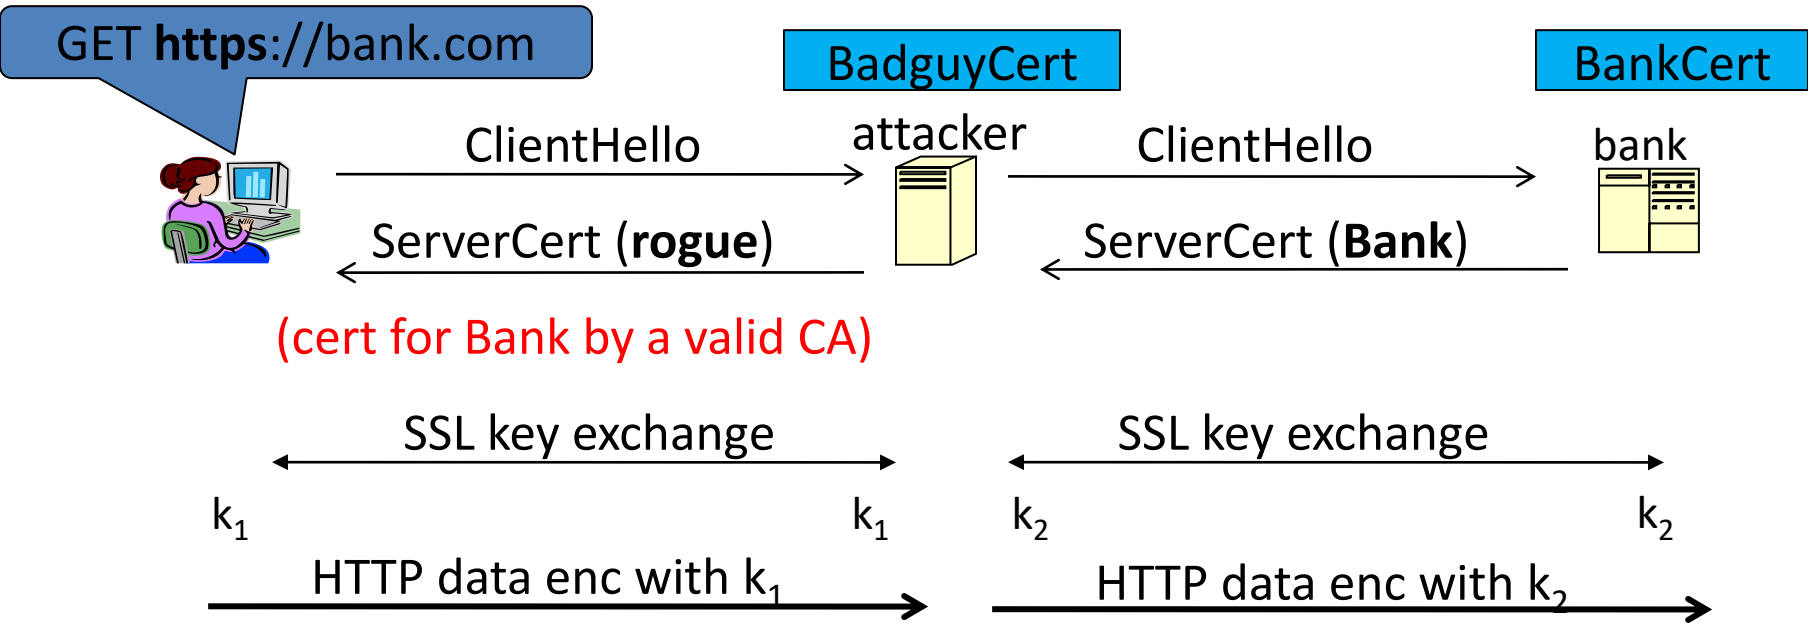 GET https://bank.com
BadguyCert
BankCert
attacker
bank
ClientHello
ClientHello
ServerCert (rogue)
ServerCert (Bank)
(cert for Bank by a valid CA)
SSL key exchange
SSL key exchange
k₁
k₁
k₂
k₂
HTTP data enc with k₁
HTTP data enc with k₂